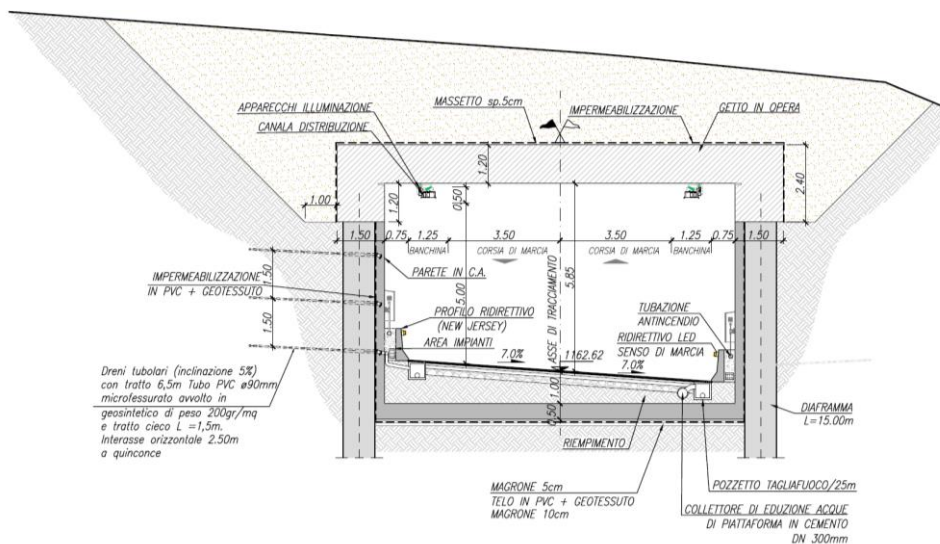 APPARECCHI ILLUMINAZIONE
CANALA DISTRIBUZIONE
MASSETTO sp.5cm
IMPERMEABILIZZAZIONE
GETTO IN OPERA
1.20
2.40
1.00
1.20
0.50
1.50
0.75
1.25
3.50
3.50
1.25
0.75
1.50
BANCHINA
CORSIA DI MARCIA
CORSIA DI MARCIA
BANCHINA
1.50
1.50
PARETE IN C.A.
IMPERMEABILIZZAZIONE
IN PVC + GEOTESSUTO
5.00
5.85
ASSE DI TRACCIAMENTO
PROFILO RIDIRETTIVO
(NEW JERSEY)
AREA IMPIANTI
TUBAZIONE
ANTINCENDIO
RIDIRETTIVO LED
SENSO DI MARCIA
7.0%
1162.62
7.0%
1.00
0.50
Dreni tubolari (inclinazione 5%)
con tratto 6,5m Tubo PVC ø90mm
microfessurato avvolto in
geosintetico di peso 200gr/mq
e tratto cieco L =1,5m.
Interasse orizzontale 2.50m
a quinconce
DIAFRAMMA
L=15.00m
RIEMPIMENTO
MAGRONE 5cm
TELO IN PVC + GEOTESSUTO
MAGRONE 10cm
POZZETTO TAGLIAFUOCO/25m
COLLETTORE DI EDUZIONE ACQUE
DI PIATTAFORMA IN CEMENTO
DN 300mm